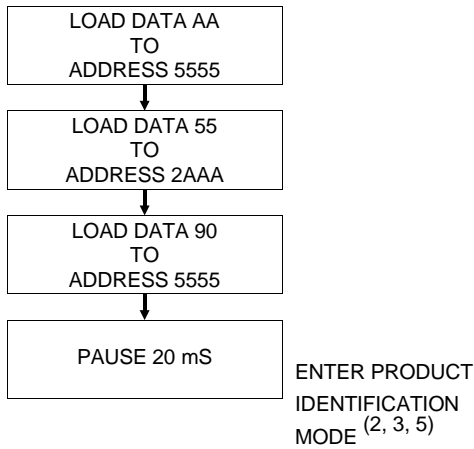 LOAD DATA AA
TO
ADDRESS 5555
LOAD DATA 55
TO
ADDRESS 2AAA
LOAD DATA 90
TO
ADDRESS 5555
PAUSE 20 mS
ENTER PRODUCT
IDENTIFICATION
MODE (2, 3, 5)